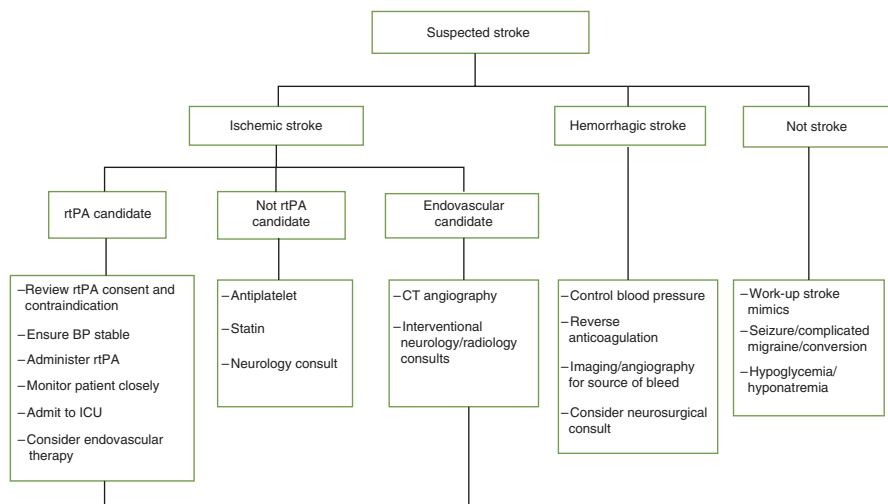 Suspected stroke
Ischemic stroke
Hemorrhagic stroke
Not stroke
rtPA candidate
Not rtPA
candidate
Endovascular
candidate
–Review rtPA consent and
contraindication
–Ensure BP stable
–Administer rtPA
–Monitor patient closely
–Admit to ICU
–Consider endovascular
therapy
–Antiplatelet
–Statin
–Neurology consult
–CT angiography
–Interventional
neurology/radiology
consults
–Control blood pressure
–Reverse
anticoagulation
–Imaging/angiography
for source of bleed
–Consider neurosurgical
consult
–Work-up stroke
mimics
–Seizure/complicated
migraine/conversion
–Hypoglycemia/
hyponatremia